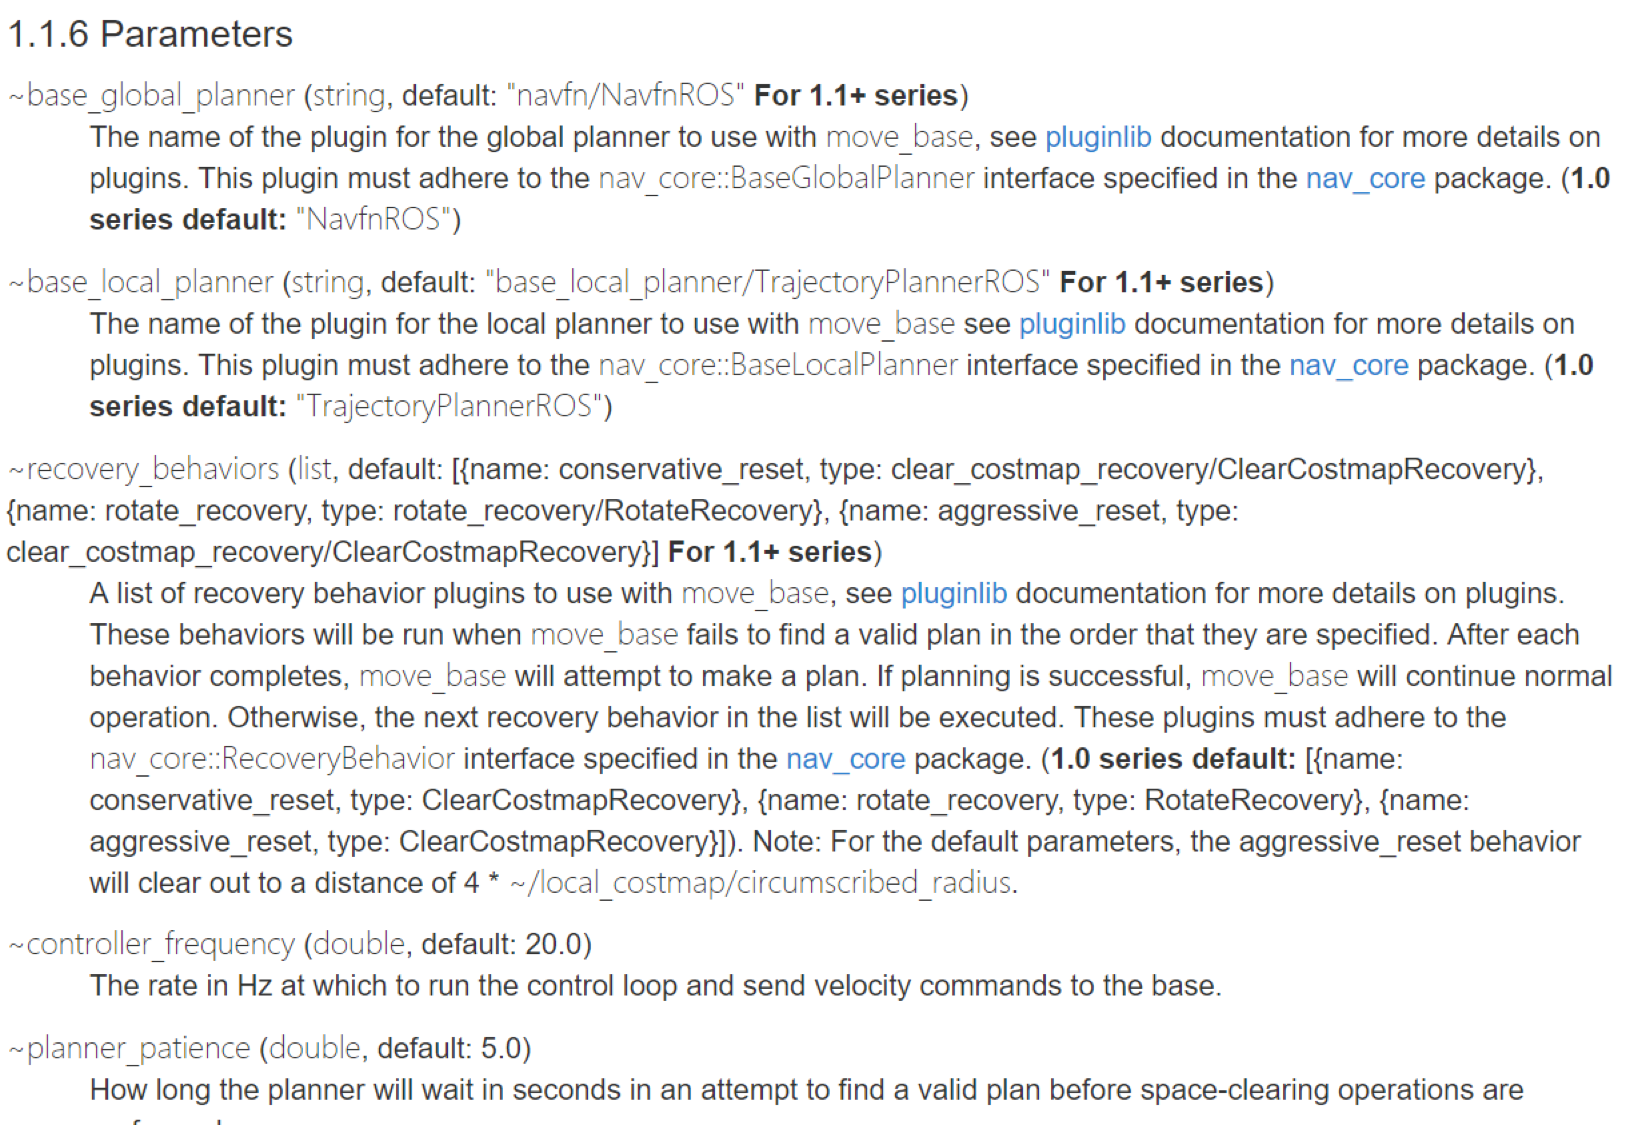 1.1.6 Parameters
~base_global_planner (string, default: "navfn/NavfnROS" For 1.1+ series)
The name of the plugin for the global planner to use with move_base, see pluginlib documentation for more details on
plugins. This plugin must adhere to the nav_core::BaseGlobalPlanner interface specified in the nav_core package. (1.0
series default: "NavfnROS")
~base_local_planner (string, default: "base_local_planner/TrajectoryPlannerROS" For 1.1+ series)
The name of the plugin for the local planner to use with move_base see pluginlib documentation for more details on
plugins. This plugin must adhere to the nav_core::BaseLocalPlanner interface specified in the nav_core package. (1.0
series default: "TrajectoryPlannerROS")
~recovery_behaviors (list, default: [{name: conservative_reset, type: clear_costmap_recovery/ClearCostmapRecovery},
{name: rotate_recovery, type: rotate_recovery/RotateRecovery}, {name: aggressive_reset, type:
clear_costmap_recovery/ClearCostmapRecovery}] For 1.1+ series)
A list of recovery behavior plugins to use with move_base, see pluginlib documentation for more details on plugins.
These behaviors will be run when move_base fails to find a valid plan in the order that they are specified. After each
behavior completes, move_base will attempt to make a plan. If planning is successful, move_base will continue normal
operation. Otherwise, the next recovery behavior in the list will be executed. These plugins must adhere to the
nav_core::RecoveryBehavior interface specified in the nav_core package. (1.0 series default: [{name:
conservative_reset, type: ClearCostmapRecovery}, {name: rotate_recovery, type: RotateRecovery}, {name:
aggressive_reset, type: ClearCostmapRecovery}]). Note: For the default parameters, the aggressive_reset behavior
will clear out to a distance of 4 * ~/local_costmap/circumscribed_radius.
~controller_frequency (double, default: 20.0)
The rate in Hz at which to run the control loop and send velocity commands to the base.
~planner_patience (double, default: 5.0)
How long the planner will wait in seconds in an attempt to find a valid plan before space-clearing operations are